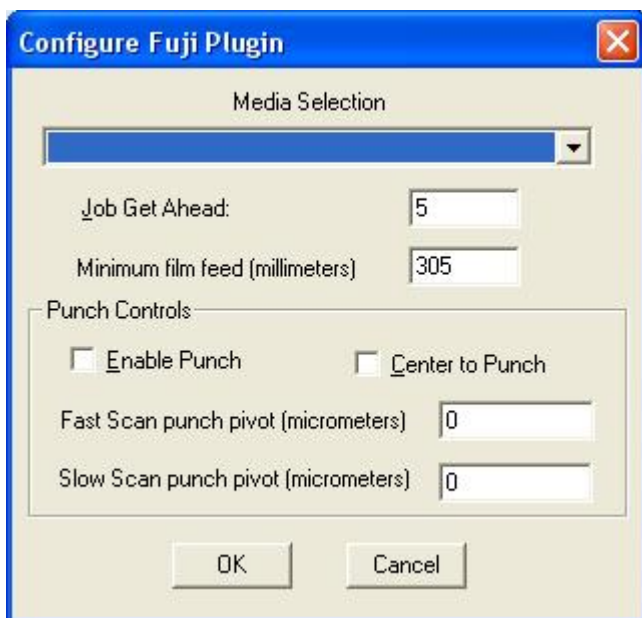 Configure Fuji Plugin
Media Selection
Job Get Ahead: 5
Minimum film feed (millimeters) 305
Punch Controls
Enable Punch Center to Punch
Fast Scan punch pivot (micrometers) 0
Slow Scan punch pivot (micrometers) 0
OK Cancel